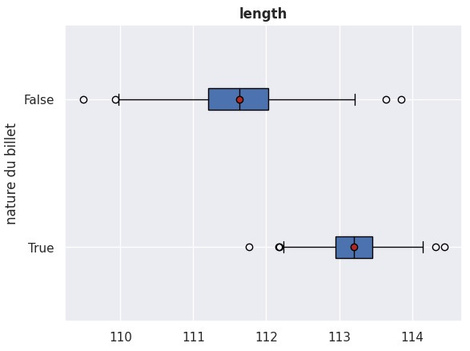 length
False
nature du billet
True
110 111 112 113 114